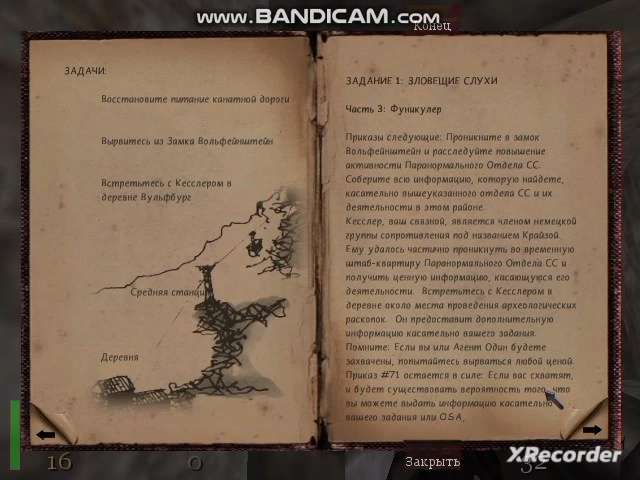 www.BANDICAM.com
Конец
ЗАДАЧИ:
Восстановите питание канатной дороги
Вырвитесь из Замка Вольфейнштейн
Встретьтесь с Кесслером в
деревне Вульфбург
Средняя станция
Деревня
ЗАДАНИЕ 1: ЗЛОВЕЩИЕ СЛУХИ
Часть 3: Фуникулер
Приказы следующие: Проникните в замок
Вольфейнштейн и расследуйте повышение
активности Паранормального Отдела СС.
Соберите всю информацию, которую найдете,
касательно вышеуказанного отдела СС и их
деятельности в этом районе.
Кесслер, ваш связной, является членом немецкой
группы сопротивления под названием Крайзой.
Ему удалось частично проникнуть во временную
штаб-квартиру Паранормального Отдела СС и
получить ценную информацию, касающуюся его
деятельности. Встретьтесь с Кесслером в
деревне около места проведения археологических
раскопок. Он предоставит дополнительную
информацию касательно вашего задания.
Помните: Если вы или Агент Один будете
захвачены, попытайтесь вырваться любой ценой.
Приказ #71 остается в силе: Если вас схватят,
и будет существовать вероятность того, что
вы можете выдать информацию касательно
вашего задания или OSA,
16
0
Закрыть
32
XRecorder